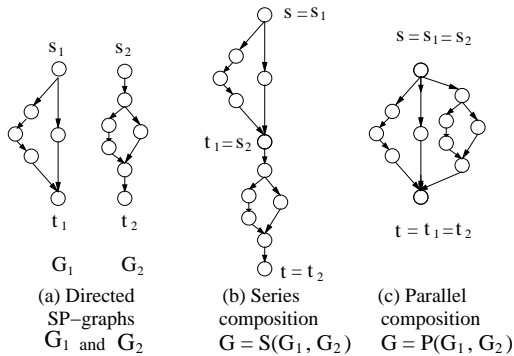 s1 s2
t1 t2
G1 G2
(a) Directed
SP−graphs
G1 and G2
s = s1
t1 = s2
t = t2
(b) Series
composition
G = S(G1 , G2)
s = s1 = s2
t = t1 = t2
(c) Parallel
composition
G = P(G1 , G2)